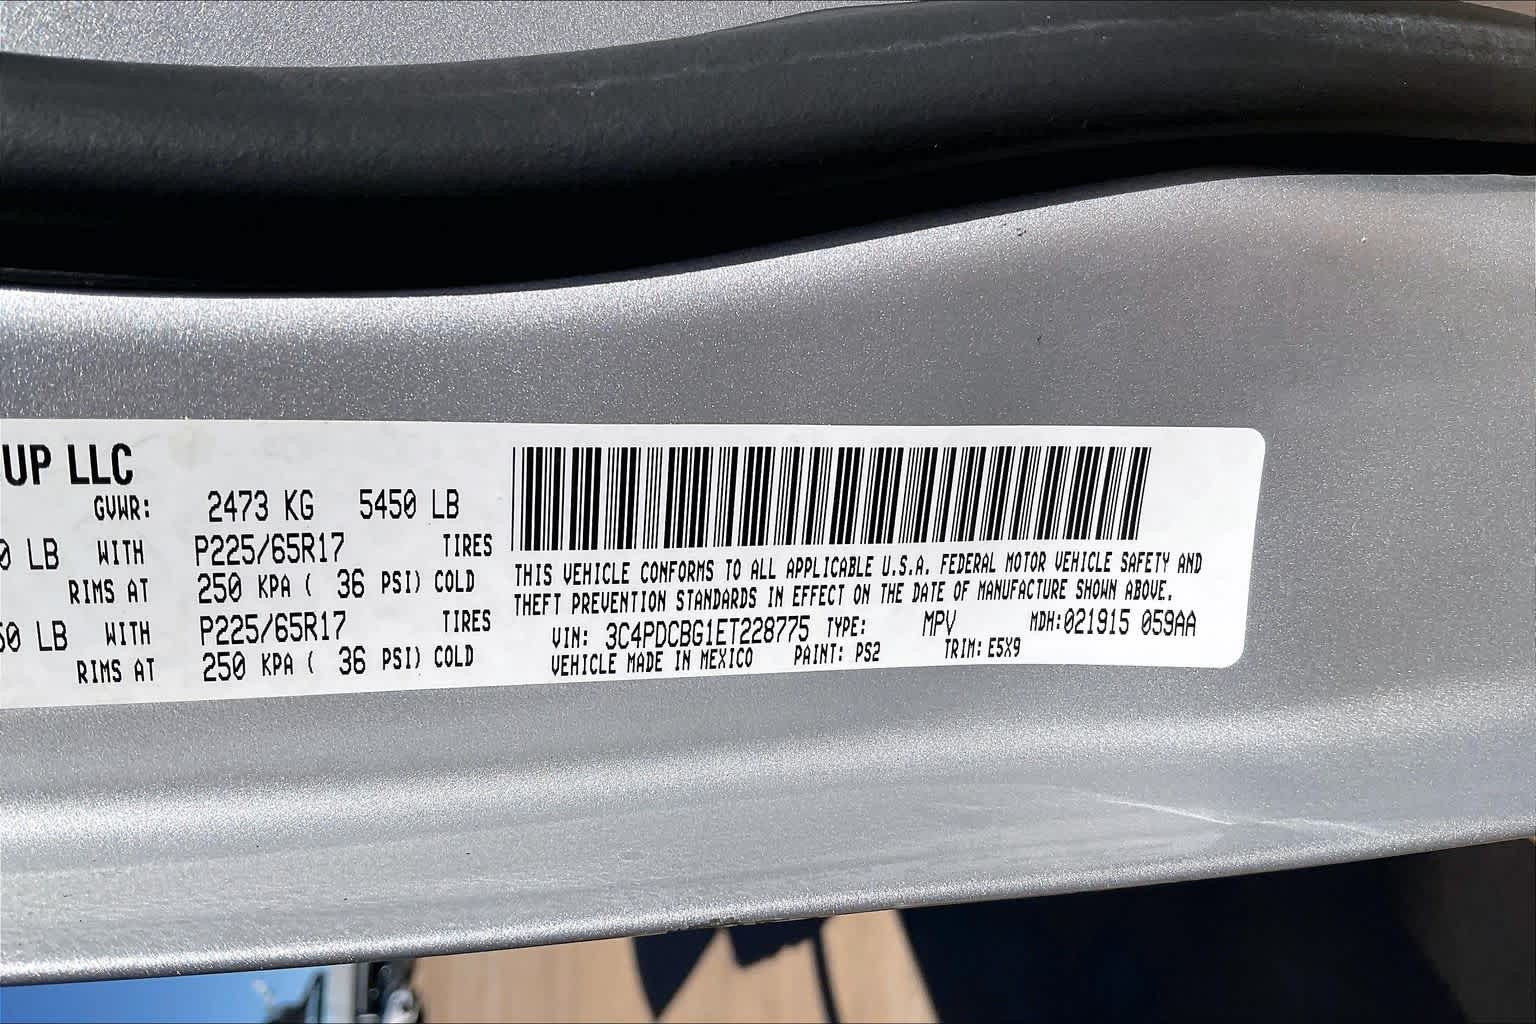 UP LLC
GVWR: 2473 KG 5450 LB
0 LB WITH P225/65R17 TIRES
RIMS AT 250 KPA ( 36 PSI) COLD
50 LB WITH P225/65R17 TIRES
RIMS AT 250 KPA ( 36 PSI) COLD
THIS VEHICLE CONFORMS TO ALL APPLICABLE U.S.A. FEDERAL MOTOR VEHICLE SAFETY AND
THEFT PREVENTION STANDARDS IN EFFECT ON THE DATE OF MANUFACTURE SHOWN ABOVE.
VIN: 3C4PDCBG1ET228775 TYPE: MPV MDH:021915 059AA
VEHICLE MADE IN MEXICO PAINT: PS2 TRIM: E5X9